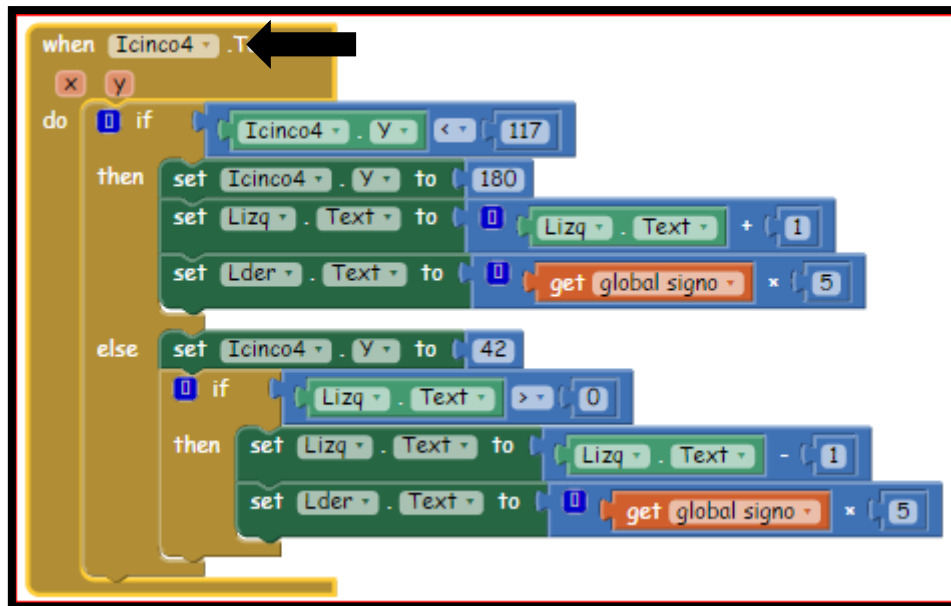 when Icinco4 .T
x y
do if Icinco4 . Y < 117
then set Icinco4 . Y to 180
set Lizq . Text to Lizq . Text + 1
set Lder . Text to get global signo × 5
else set Icinco4 . Y to 42
if Lizq . Text > 0
then set Lizq . Text to Lizq . Text - 1
set Lder . Text to get global signo × 5